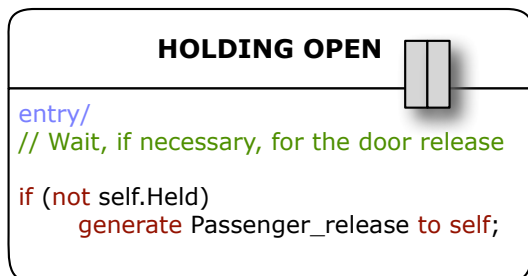 HOLDING OPEN
entry/
// Wait, if necessary, for the door release
if (not self.Held)
generate Passenger_release to self;